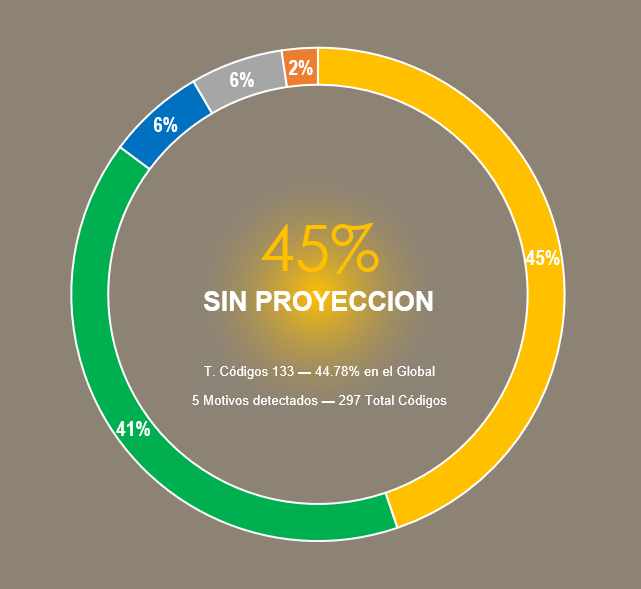 2%
6%
6%
45%
SIN PROYECCION
45%
T. Códigos 133 — 44.78% en el Global
5 Motivos detectados — 297 Total Códigos
41%